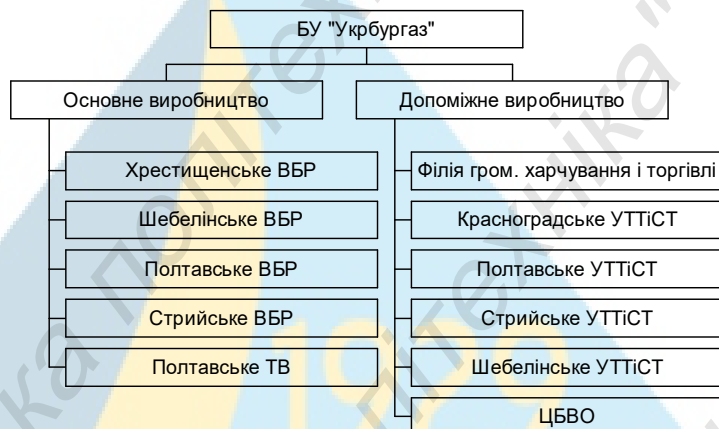 БУ "Укрбургаз"
Основне виробництво
Допоміжне виробництво
Хрестищенське ВБР
Філія гром. харчування і торгівлі
Шебелінське ВБР
Красноградське УТТіСТ
Полтавське ВБР
Полтавське УТТіСТ
Стрийське ВБР
Стрийське УТТіСТ
Полтавське ТВ
Шебелінське УТТіСТ
ЦБВО
1929